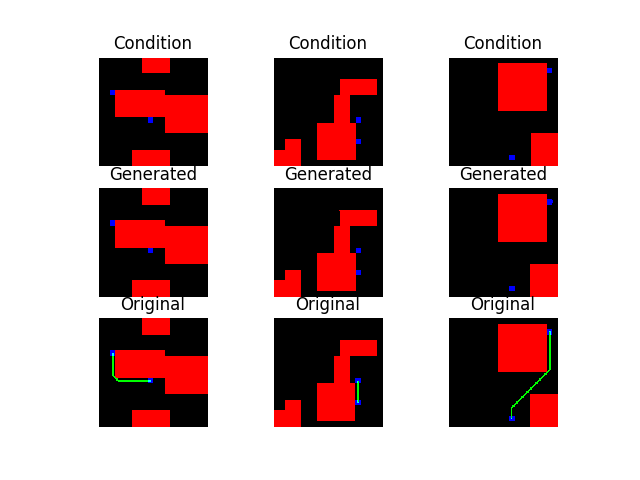 Condition Condition Condition
Generated Generated Generated
Original Original Original